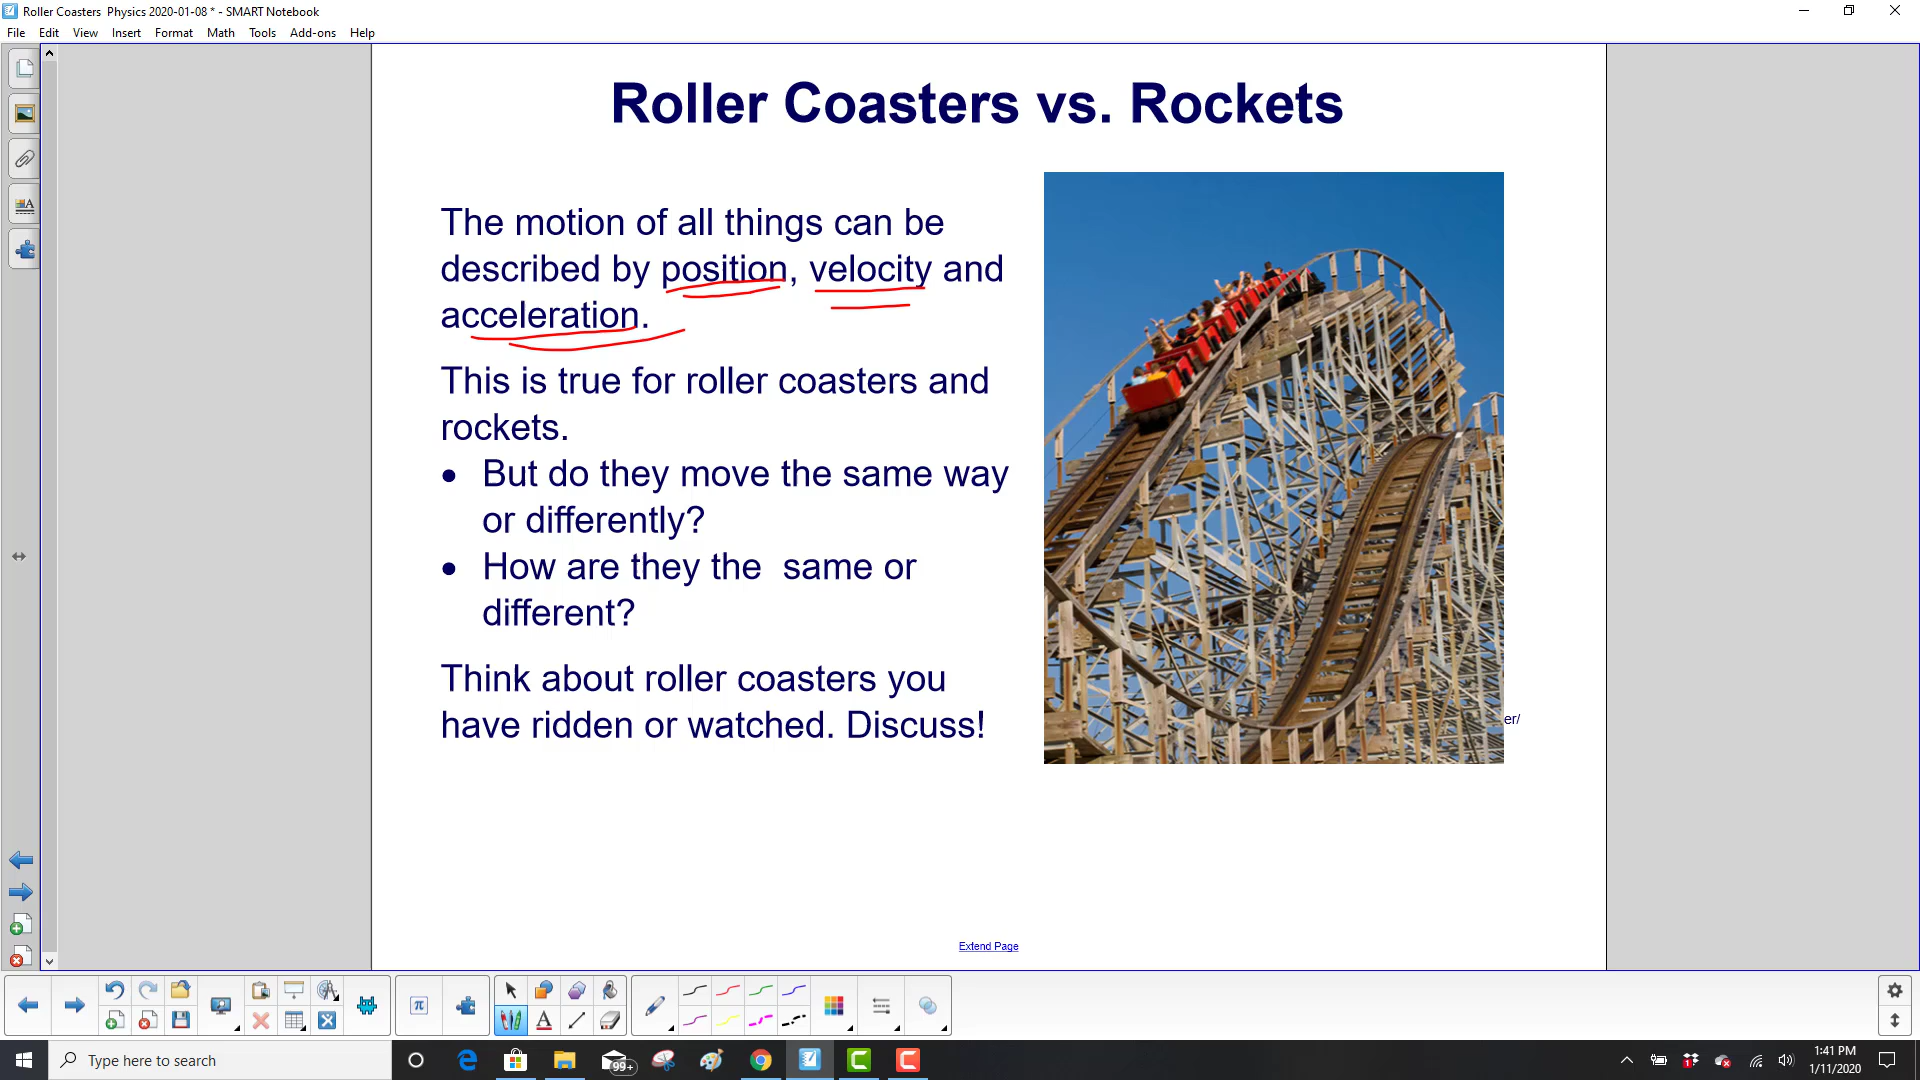 Roller Coasters  Physics 2020-01-08 * - SMART Notebook
File Edit View Insert Format Math Tools Add-ons Help
Roller Coasters vs. Rockets
The motion of all things can be
described by position, velocity and
acceleration.
This is true for roller coasters and
rockets.
• But do they move the same way
or differently?
• How are they the  same or
different?
Think about roller coasters you
have ridden or watched. Discuss!
er/
Extend Page
π
A
Type here to search
99+
1:41 PM
1/11/2020